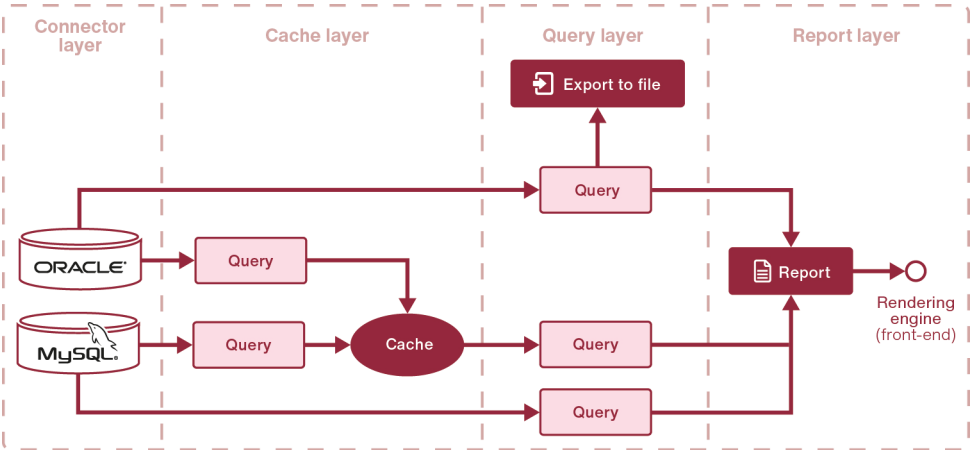 Connector
layer
Cache layer
Query layer
Report layer
Export to file
Query
ORACLE
Query
Report
Rendering
engine
(front-end)
MySQL
Query
Cache
Query
Query